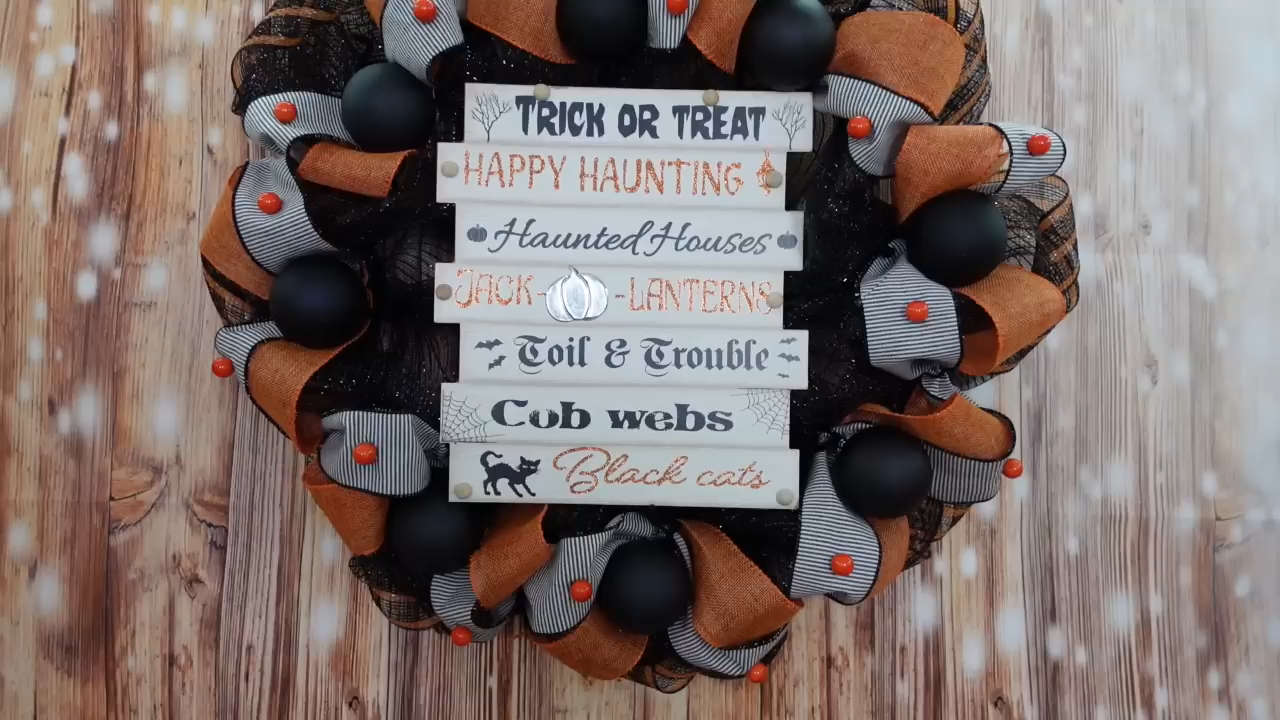 TRICK OR TREAT
HAPPY HAUNTING
Haunted Houses
JACK-O-LANTERNS
Toil & Trouble
Cob webs
Black cats